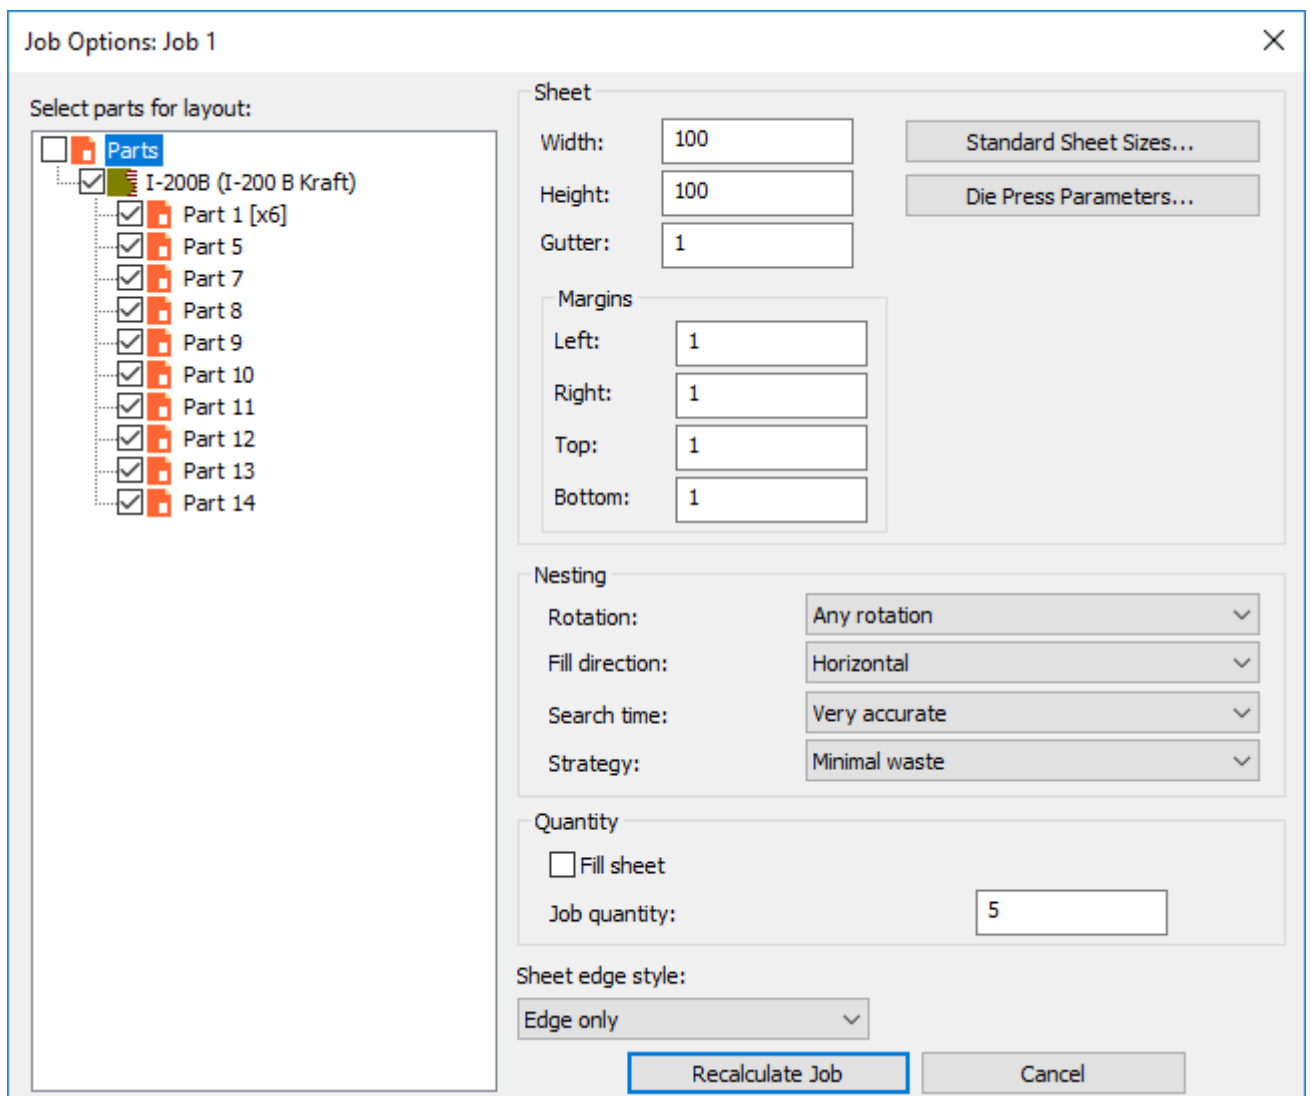 Job Options: Job 1
Select parts for layout:
Parts
I-200B (I-200 B Kraft)
Part 1 [x6]
Part 5
Part 7
Part 8
Part 9
Part 10
Part 11
Part 12
Part 13
Part 14
Sheet
Width: 100 Standard Sheet Sizes...
Height: 100 Die Press Parameters...
Gutter: 1
Margins
Left: 1
Right: 1
Top: 1
Bottom: 1
Nesting
Rotation: Any rotation
Fill direction: Horizontal
Search time: Very accurate
Strategy: Minimal waste
Quantity
Fill sheet
Job quantity: 5
Sheet edge style:
Edge only
Recalculate Job Cancel